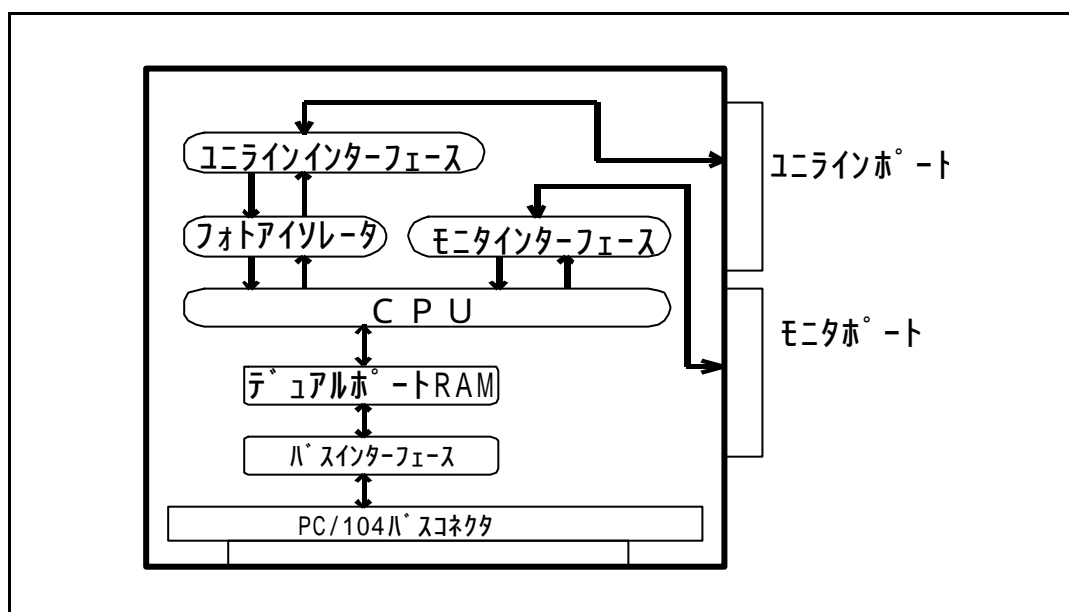 ユニラインインターフェース
ユニラインポート
フォトアイソレータ
モニタインターフェース
CPU
モニタポート
デュアルポートRAM
バスインターフェース
PC/104バスコネクタ